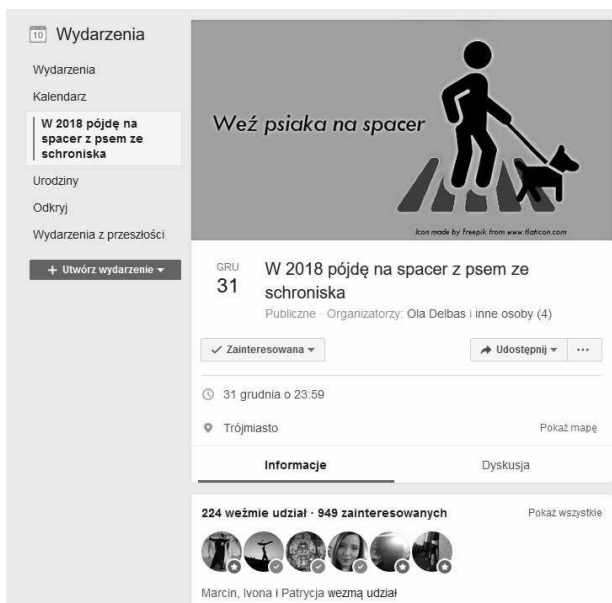 10 Wydarzenia
Wydarzenia
Kalendarz
W 2018 pójdę na
spacer z psem ze
schroniska
Urodziny
Odkryj
Wydarzenia z przeszłości
+ Utwórz wydarzenie
Weź psiaka na spacer
Icon made by Freepik from www.flaticon.com
GRU
31
W 2018 pójdę na spacer z psem ze
schroniska
Publiczne · Organizatorzy: Ola Delbas i inne osoby (4)
Zainteresowana
Udostępnij
31 grudnia o 23:59
Trójmiasto
Pokaż mapę
Informacje
Dyskusja
224 weźmie udział · 949 zainteresowanych
Pokaż wszystkie
Marcin, Ivona i Patrycja wezmą udział